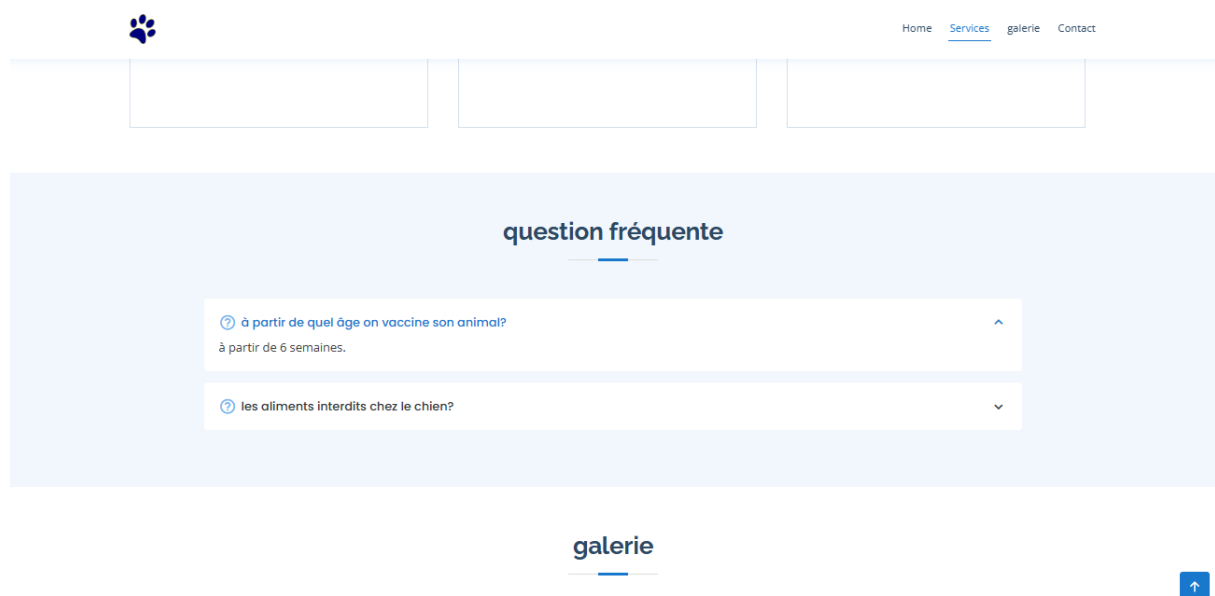 Home Services galerie Contact
question fréquente
à partir de quel âge on vaccine son animal?
à partir de 6 semaines.
les aliments interdits chez le chien?
galerie